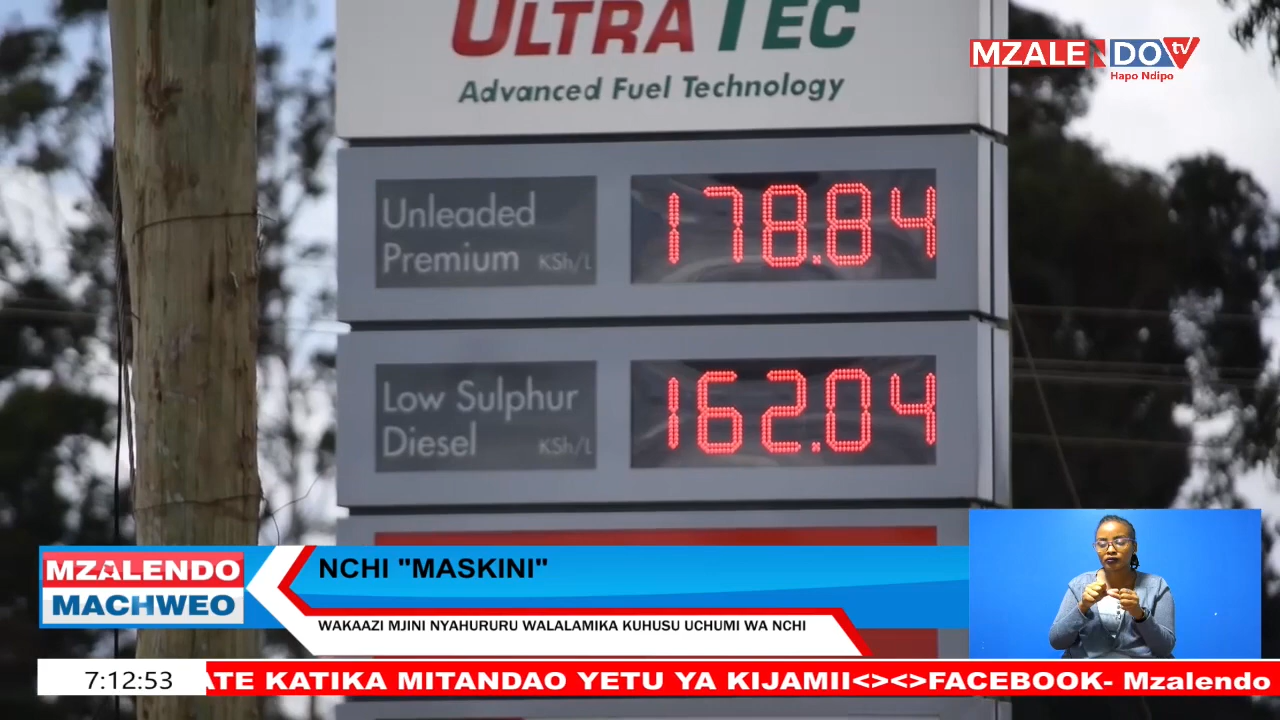 ULTRATEC
Advanced Fuel Technology
MZALENDO tv
Hapo Ndipo
Unleaded
Premium KSh/L
178.84
Low Sulphur
Diesel KSh/L
162.04
MZALENDO
MACHWEO
NCHI "MASKINI"
WAKAAZI MJINI NYAHURURU WALALAMIKA KUHUSU UCHUMI WA NCHI
7:12:53
ATE KATIKA MITANDAO YETU YA KIJAMII<><>FACEBOOK- Mzalendo